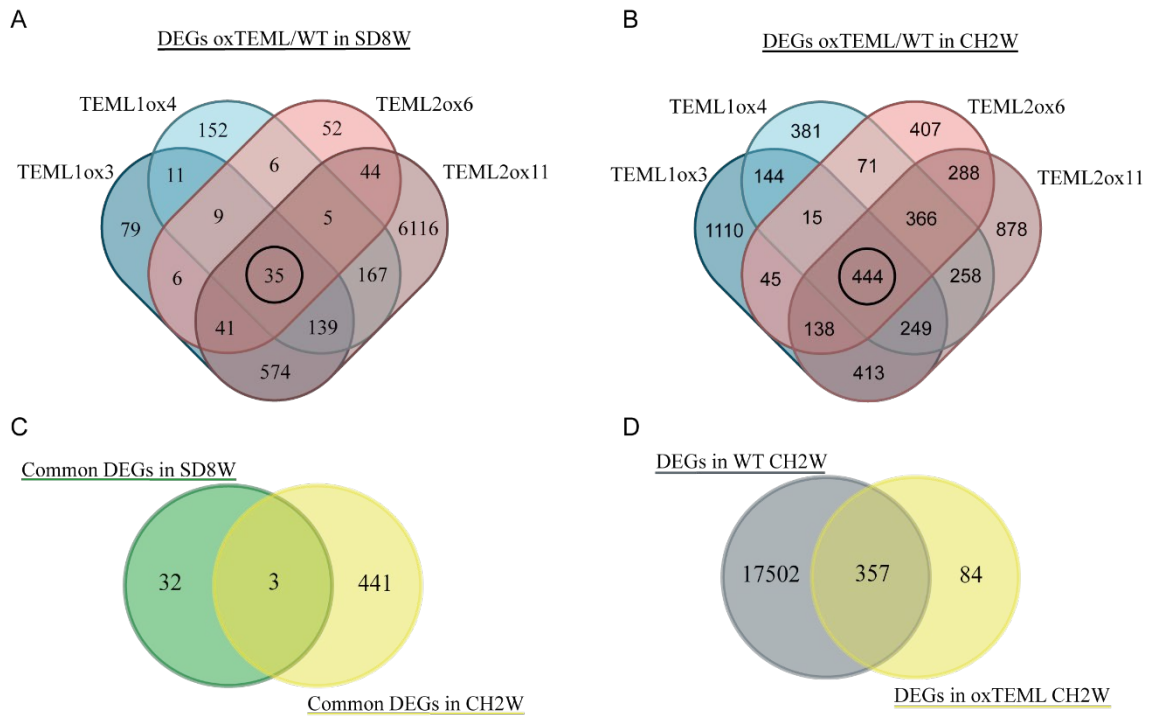 A
DEGs oxTEML/WT in SD8W
TEML1ox4
TEML2ox6
TEML1ox3
TEML2ox11
152
52
11
6
44
79
9
5
6116
6
35
167
41
139
574
B
DEGs oxTEML/WT in CH2W
TEML1ox4
TEML2ox6
TEML1ox3
TEML2ox11
381
407
144
71
288
1110
15
366
878
45
444
258
138
249
413
C
Common DEGs in SD8W
32
3
441
Common DEGs in CH2W
D
DEGs in WT CH2W
17502
357
84
DEGs in oxTEML CH2W